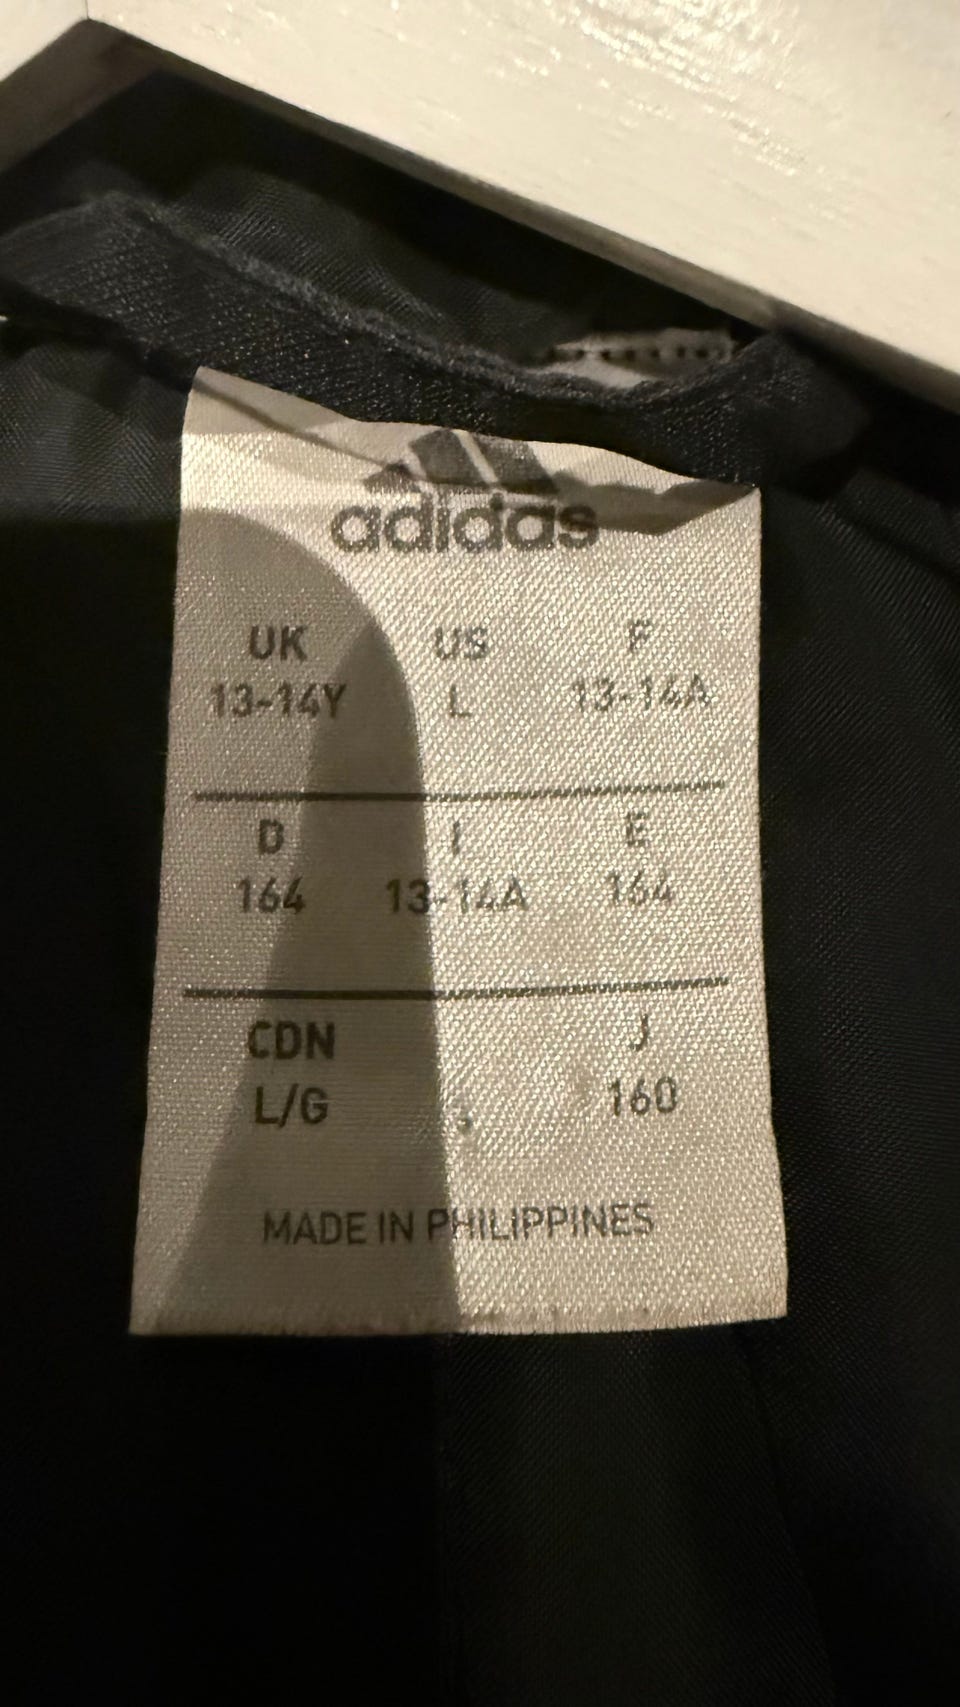 adidas
UK US F
13-14Y L 13-14A
D I E
164 13-14A 164
CDN J
L/G 160
MADE IN PHILIPPINES